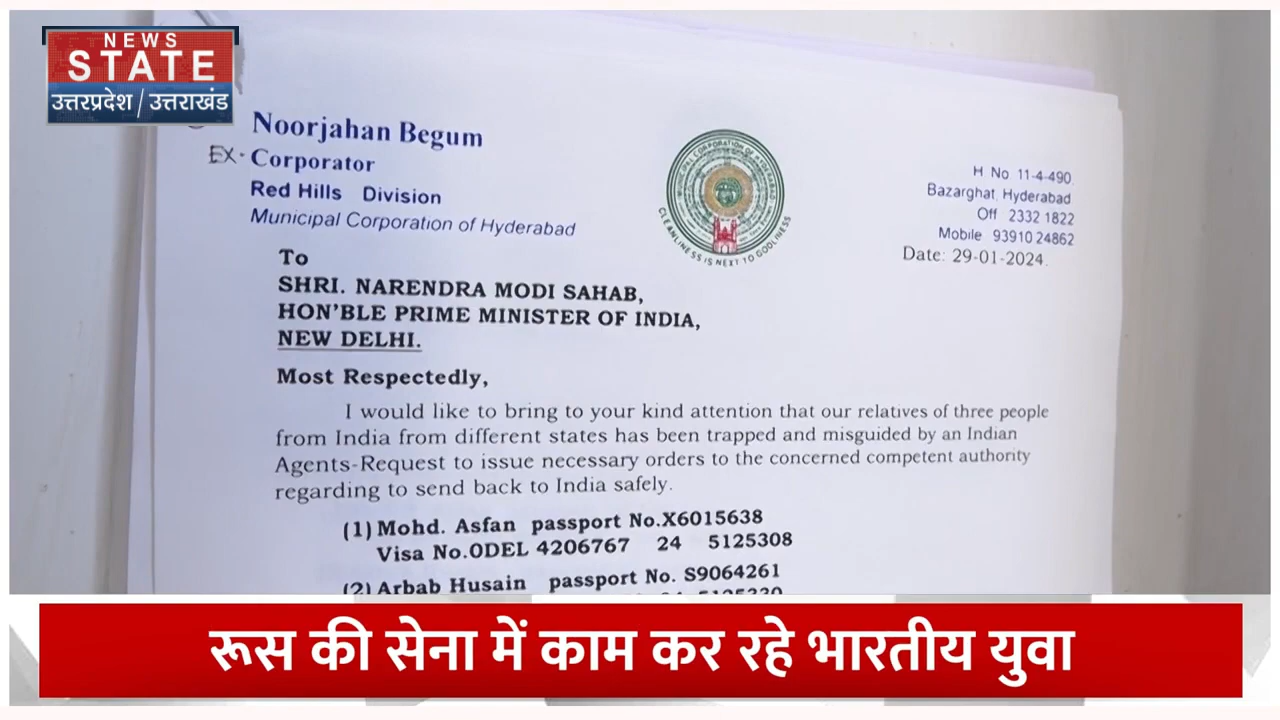 NEWS
STATE
उत्तरप्रदेश / उत्तराखंड
Noorjahan Begum
EX- Corporator
Red Hills Division
Municipal Corporation of Hyderabad
MUNICIPAL CORPORATION OF HYDERABAD
CLEANLINESS IS NEXT TO GODLINESS
H No 11-4-490,
Bazarghat, Hyderabad
Off 2332 1822
Mobile 93910 24862
Date: 29-01-2024.
To
SHRI. NARENDRA MODI SAHAB,
HON'BLE PRIME MINISTER OF INDIA,
NEW DELHI.
Most Respectedly,
I would like to bring to your kind attention that our relatives of three people
from India from different states has been trapped and misguided by an Indian
Agents-Request to issue necessary orders to the concerned competent authority
regarding to send back to India safely.
(1) Mohd. Asfan passport No.X6015638
Visa No.ODEL 4206767 24 5125308
(2) Arbab Husain passport No. S9064261
रूस की सेना में काम कर रहे भारतीय युवा